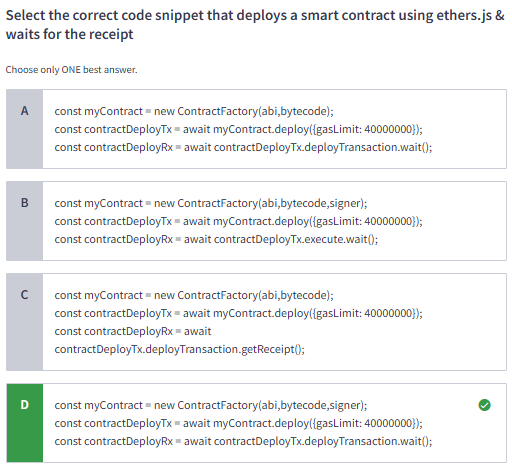 Select the correct code snippet that deploys a smart contract using ethers.js &
waits for the receipt
Choose only ONE best answer.
A
const myContract = new ContractFactory(abi,bytecode);
const contractDeployTx = await myContract.deploy({gasLimit: 40000000});
const contractDeployRx = await contractDeployTx.deployTransaction.wait();
B
const myContract = new ContractFactory(abi,bytecode,signer);
const contractDeployTx = await myContract.deploy({gasLimit: 40000000});
const contractDeployRx = await contractDeployTx.execute.wait();
C
const myContract = new ContractFactory(abi,bytecode);
const contractDeployTx = await myContract.deploy({gasLimit: 40000000});
const contractDeployRx = await
contractDeployTx.deployTransaction.getReceipt();
D
const myContract = new ContractFactory(abi,bytecode,signer);
const contractDeployTx = await myContract.deploy({gasLimit: 40000000});
const contractDeployRx = await contractDeployTx.deployTransaction.wait();